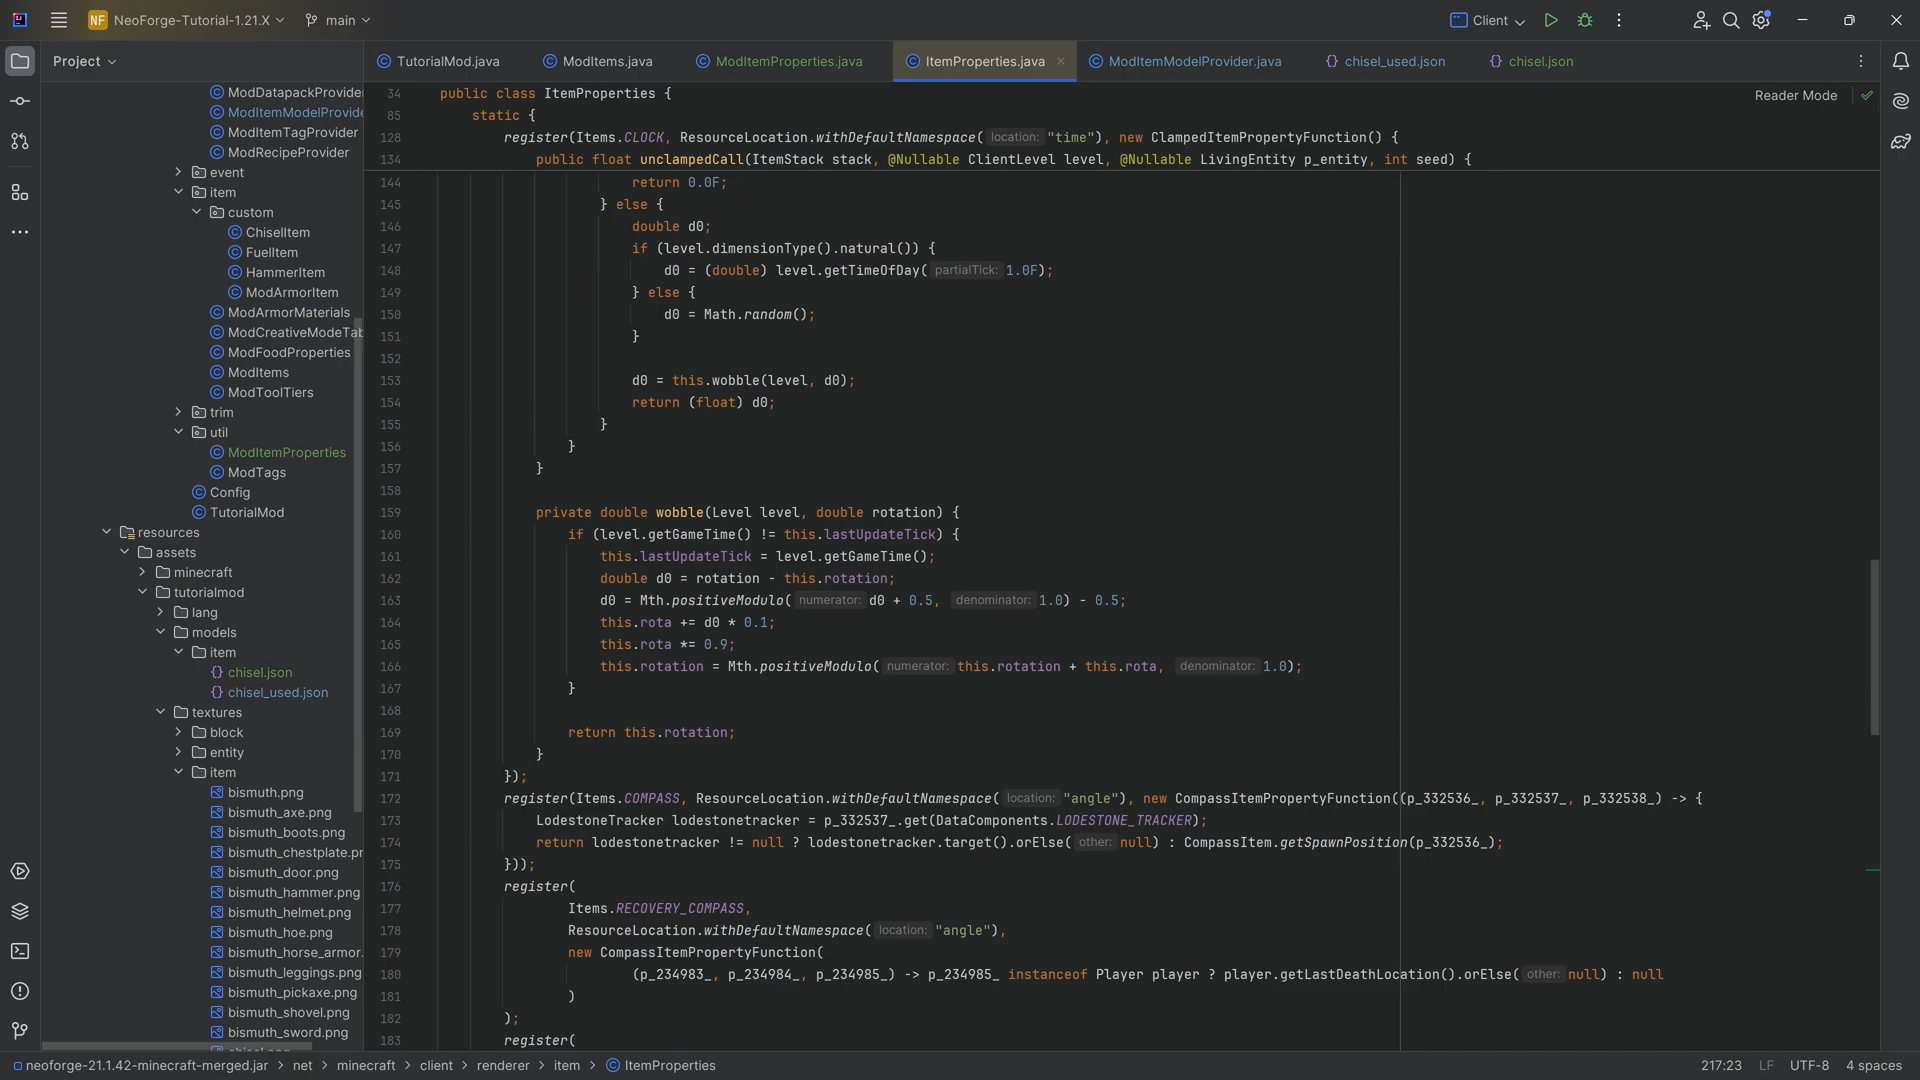 NF NeoForge-Tutorial-1.21.X main Client
Project
TutorialMod.java ModItems.java ModItemProperties.java ItemProperties.java ModItemModelProvider.java chisel_used.json chisel.json
Reader Mode
ModDatapackProvider
ModItemModelProvide
ModItemTagProvider
ModRecipeProvider
event
item
custom
ChiselItem
FuelItem
HammerItem
ModArmorItem
ModArmorMaterials
ModCreativeModeTab
ModFoodProperties
ModItems
ModToolTiers
trim
util
ModItemProperties
ModTags
Config
TutorialMod
resources
assets
minecraft
tutorialmod
lang
models
item
chisel.json
chisel_used.json
textures
block
entity
item
bismuth.png
bismuth_axe.png
bismuth_boots.png
bismuth_chestplate.pr
bismuth_door.png
bismuth_hammer.png
bismuth_helmet.png
bismuth_hoe.png
bismuth_horse_armor.
bismuth_leggings.png
bismuth_pickaxe.png
bismuth_shovel.png
bismuth_sword.png
34 public class ItemProperties {
85 static {
128 register(Items.CLOCK, ResourceLocation.withDefaultNamespace( location: "time"), new ClampedItemPropertyFunction() {
134 public float unclampedCall(ItemStack stack, @Nullable ClientLevel level, @Nullable LivingEntity p_entity, int seed) {
144 return 0.0F;
145 } else {
146 double d0;
147 if (level.dimensionType().natural()) {
148 d0 = (double) level.getTimeOfDay( partialTick: 1.0F);
149 } else {
150 d0 = Math.random();
151 }
152
153 d0 = this.wobble(level, d0);
154 return (float) d0;
155 }
156 }
157 }
158
159 private double wobble(Level level, double rotation) {
160 if (level.getGameTime() != this.lastUpdateTick) {
161 this.lastUpdateTick = level.getGameTime();
162 double d0 = rotation - this.rotation;
163 d0 = Mth.positiveModulo( numerator: d0 + 0.5, denominator: 1.0) - 0.5;
164 this.rota += d0 * 0.1;
165 this.rota *= 0.9;
166 this.rotation = Mth.positiveModulo( numerator: this.rotation + this.rota, denominator: 1.0);
167 }
168
169 return this.rotation;
170 }
171 });
172 register(Items.COMPASS, ResourceLocation.withDefaultNamespace( location: "angle"), new CompassItemPropertyFunction((p_332536_, p_332537_, p_332538_) -> {
173 LodestoneTracker lodestonetracker = p_332537_.get(DataComponents.LODESTONE_TRACKER);
174 return lodestonetracker != null ? lodestonetracker.target().orElse( other: null) : CompassItem.getSpawnPosition(p_332536_);
175 }));
176 register(
177 Items.RECOVERY_COMPASS,
178 ResourceLocation.withDefaultNamespace( location: "angle"),
179 new CompassItemPropertyFunction(
180 (p_234983_, p_234984_, p_234985_) -> p_234985_ instanceof Player player ? player.getLastDeathLocation().orElse( other: null) : null
181 )
182 );
183 register(
neoforge-21.1.42-minecraft-merged.jar > net > minecraft > client > renderer > item > ItemProperties 217:23 LF UTF-8 4 spaces